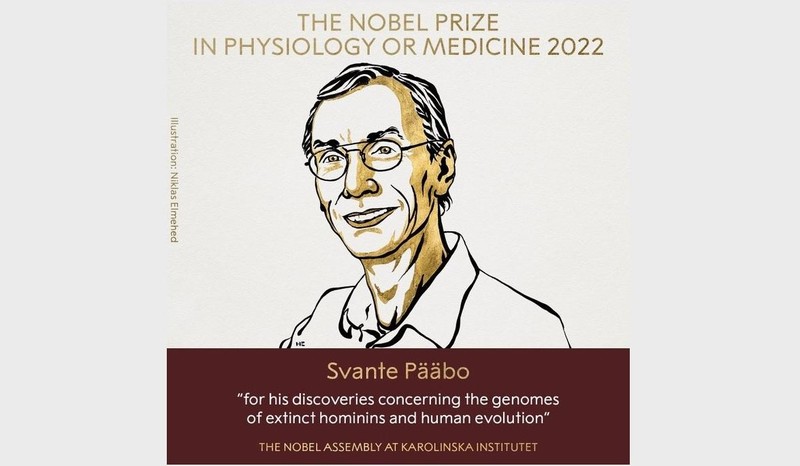 THE NOBEL PRIZE
IN PHYSIOLOGY OR MEDICINE 2022
Illustration: Niklas Elmehed
Svante Pääbo
“for his discoveries concerning the genomes
of extinct hominins and human evolution”
THE NOBEL ASSEMBLY AT KAROLINSKA INSTITUTET